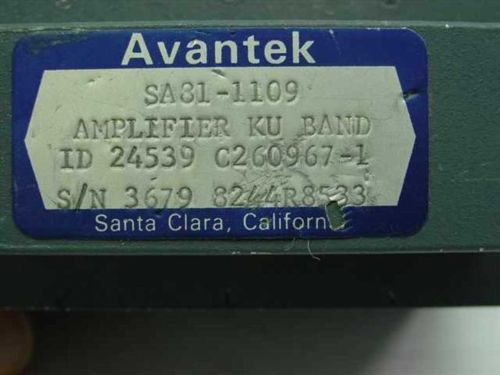 Avantek
SA81-1109
AMPLIFIER KU BAND
ID 24539 C260967-1
S/N 3679 8244R8533
Santa Clara, Californ